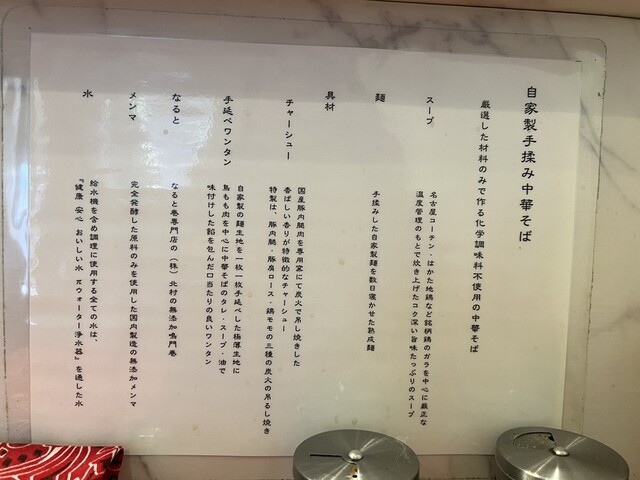 自家製手揉み中華そば
厳選した材料のみで作る化学調味料不使用の中華そば
スープ
名古屋コーチン・はかた地鶏など銘柄鶏のガラを中心に厳正な
温度管理のもとで炊き上げたコク深い旨味たっぷりのスープ
麺
手揉みした自家製麺を数日寝かせた熟成麺
具材
チャーシュー
国産豚内腿肉を専用窯にて炭火で吊し焼きした
香ばしい香りが特徴的なチャーシュー
特製は、豚内腿・豚肩ロース・鶏モモの三種の炭火の吊るし焼き
手延べワンタン
自家製の麺生地を一枚一枚手延べした極薄生地に
鳥もも肉を中心に中華そばのタレ・スープ・油で
味付けした餡を包んだ口当たりの良いワンタン
なると
なると巻専門店の（株）北村の無添加鳴門巻
メンマ
完全発酵した原料のみを使用した国内製造の無添加メンマ
水
給水機を含め調理に使用する全ての水は、
『健康 安心 おいしい水 πウォーター浄水器』を通した水